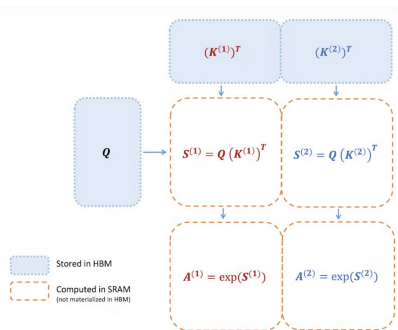 (K⁽¹⁾)ᵀ (K⁽²⁾)ᵀ
Q
S⁽¹⁾ = Q (K⁽¹⁾)ᵀ
S⁽²⁾ = Q (K⁽²⁾)ᵀ
A⁽¹⁾ = exp(S⁽¹⁾)
A⁽²⁾ = exp(S⁽²⁾)
Stored in HBM
Computed in SRAM
(not materialized in HBM)